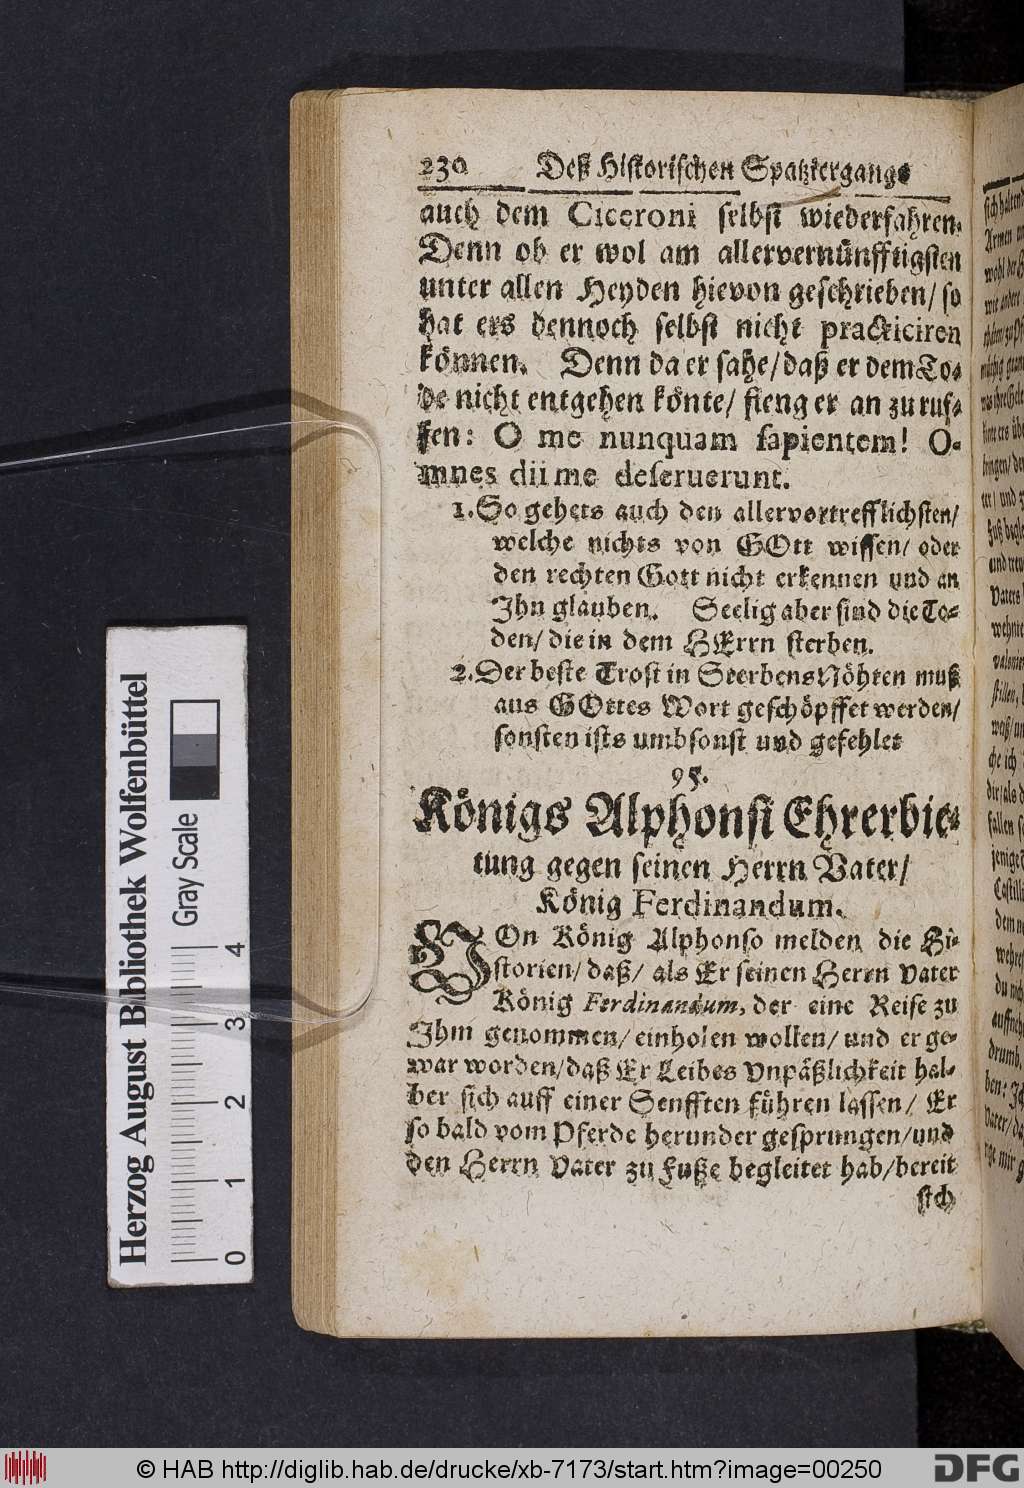 230 Deß Historischen Spatziergangs
auch dem Ciceroni selbst wiederfahren.
Denn ob er wol am allervernünfftigsten
unter allen Heyden hievon geschrieben/ so
hat ers dennoch selbst nicht practiciren
können. Denn da er sahe/ daß er dem To-
de nicht entgehen könte/ fieng er an zu ruf-
fen: O me nunquam sapientem! O-
mnes dii me deseruerunt.
1. So gehets auch den allervortrefflichsten/
welche nichts von GOtt wissen/ oder
den rechten Gott nicht erkennen und an
Ihn glauben. Seelig aber sind die To-
den/ die in dem HErrn sterben.
2. Der beste Trost in SterbensNöhten muß
aus GOttes Wort geschöpffet werden/
sonsten ists umbsonst und gefehlet
95.
Königs Alphonsi Ehrerbie-
tung gegen seinen Herrn Vater/
König Ferdinandum.
VOn König Alphonso melden die Hi-
storien/ daß/ als Er seinen Herrn Vater
König Ferdinandum, der eine Reise zu
Ihm genommen/ einholen wollen/ und er ge-
war worden/ daß Er Leibes Vnpäßlichkeit hal-
ber sich auff einer Senfften führen lassen/ Er
so bald vom Pferde herunder gesprungen/ und
den Herrn Vater zu Fuße begleitet hab/ bereit
sich
Herzog August Bibliothek Wolfenbüttel
Gray Scale
0 1 2 3 4
© HAB http://diglib.hab.de/drucke/xb-7173/start.htm?image=00250
DFG